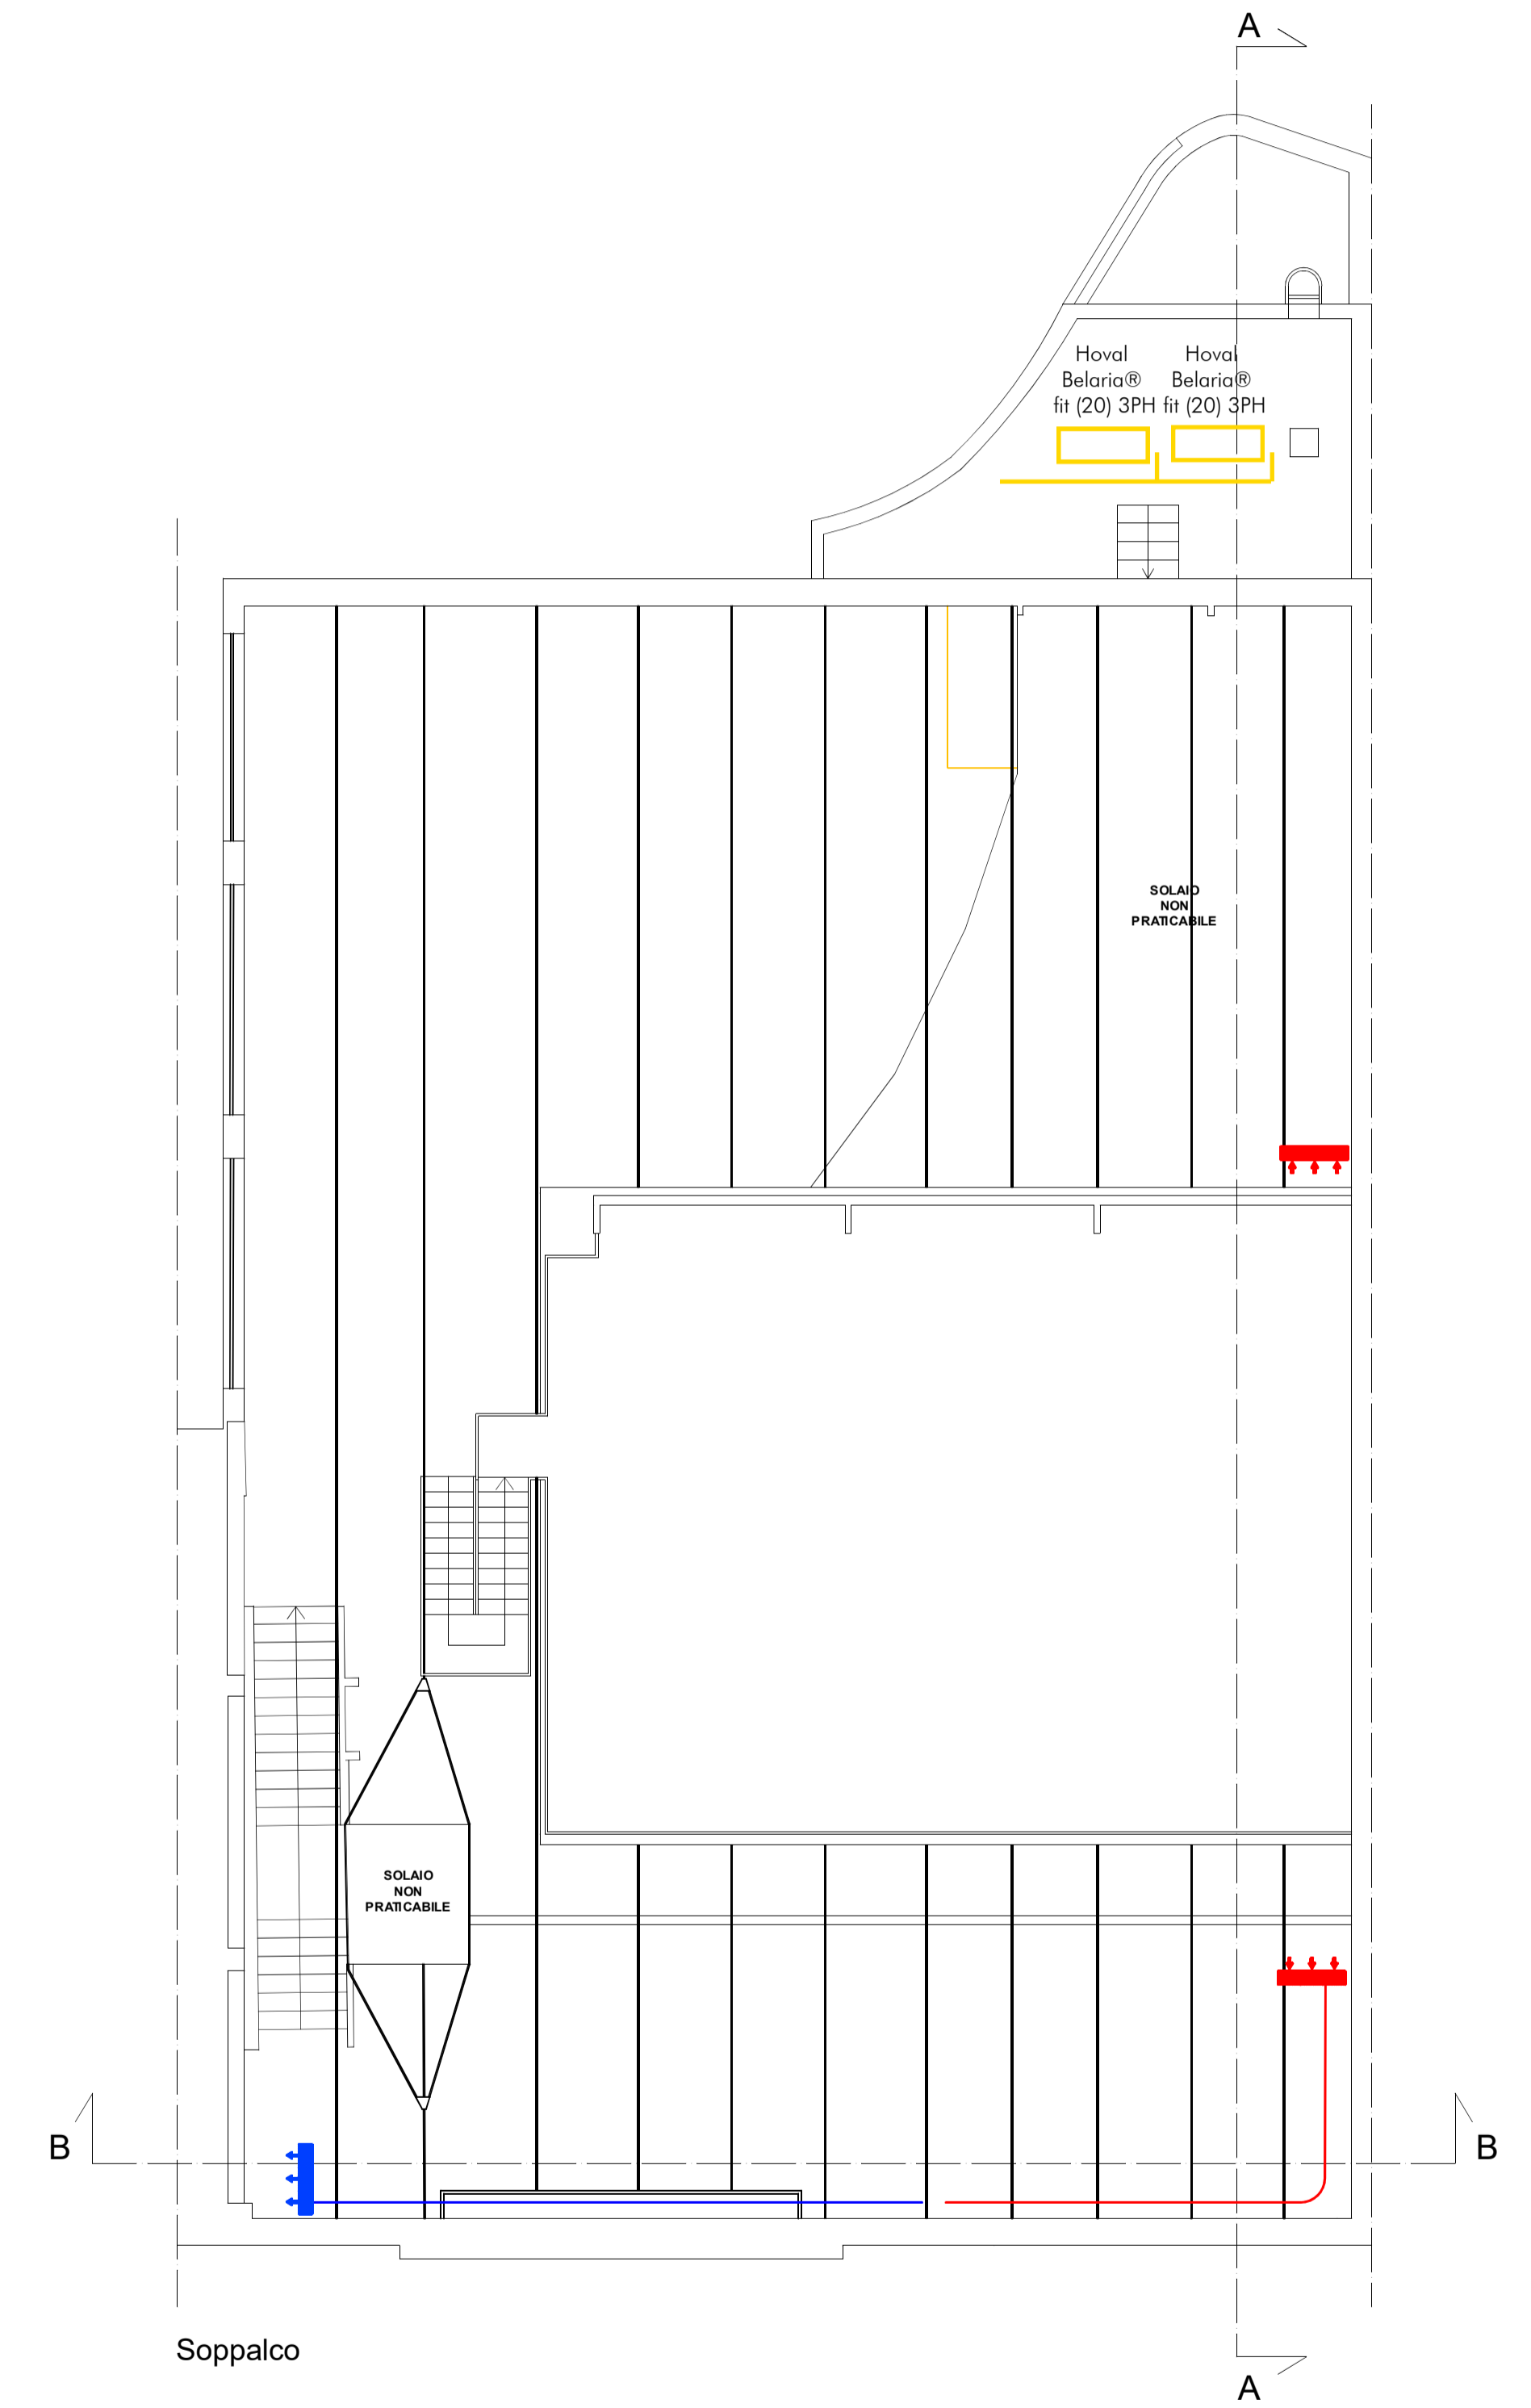 A
Hoval
Belaria®
fit (20) 3PH
Hoval
Belaria®
fit (20) 3PH
SOLAIO
NON
PRATICABILE
SOLAIO
NON
PRATICABILE
B
B
Soppalco
A